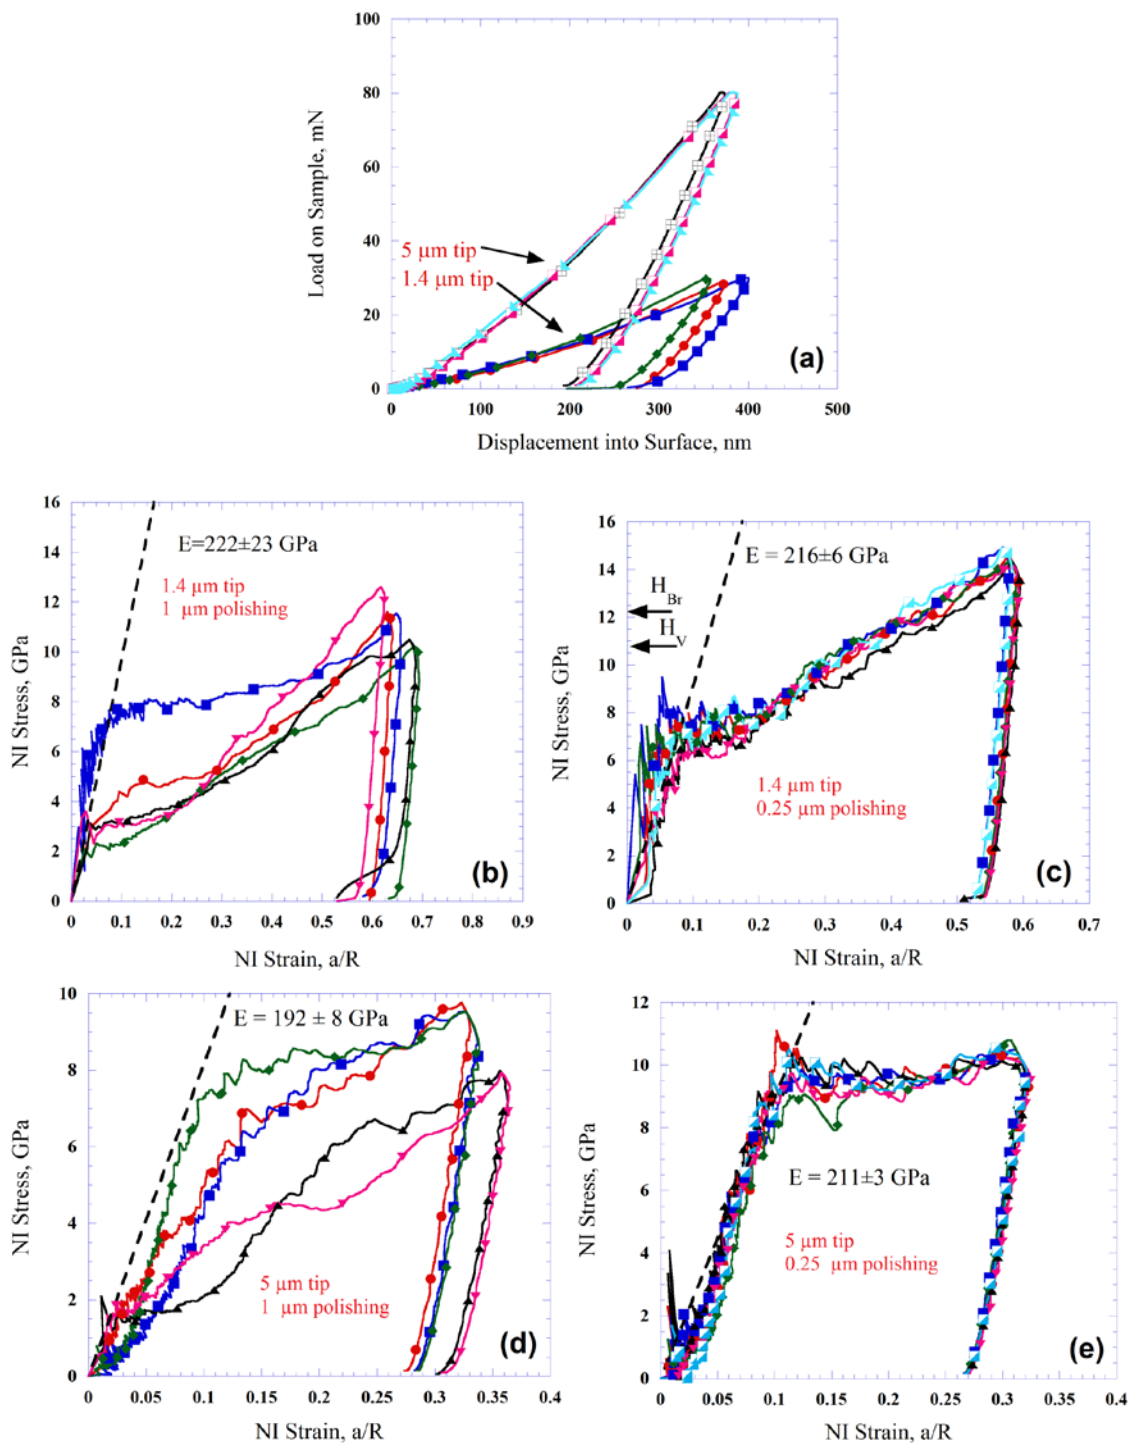 100
80
60
40
20
0
Load on Sample, mN
5 μm tip
1.4 μm tip
(a)
0 100 200 300 400 500
Displacement into Surface, nm
16
14
12
10
8
6
4
2
0
NI Stress, GPa
E=222±23 GPa
1.4 μm tip
1 μm polishing
(b)
0 0.1 0.2 0.3 0.4 0.5 0.6 0.7 0.8 0.9
NI Strain, a/R
16
14
12
10
8
6
4
2
0
NI Stress, GPa
E = 216±6 GPa
HBr
HV
1.4 μm tip
0.25 μm polishing
(c)
0 0.1 0.2 0.3 0.4 0.5 0.6 0.7
NI Strain, a/R
10
8
6
4
2
0
NI Stress, GPa
E = 192 ± 8 GPa
5 μm tip
1 μm polishing
(d)
0 0.05 0.1 0.15 0.2 0.25 0.3 0.35 0.4
NI Strain, a/R
12
10
8
6
4
2
0
NI Stress, GPa
E = 211±3 GPa
5 μm tip
0.25 μm polishing
(e)
0 0.05 0.1 0.15 0.2 0.25 0.3 0.35 0.4
NI Strain, a/R